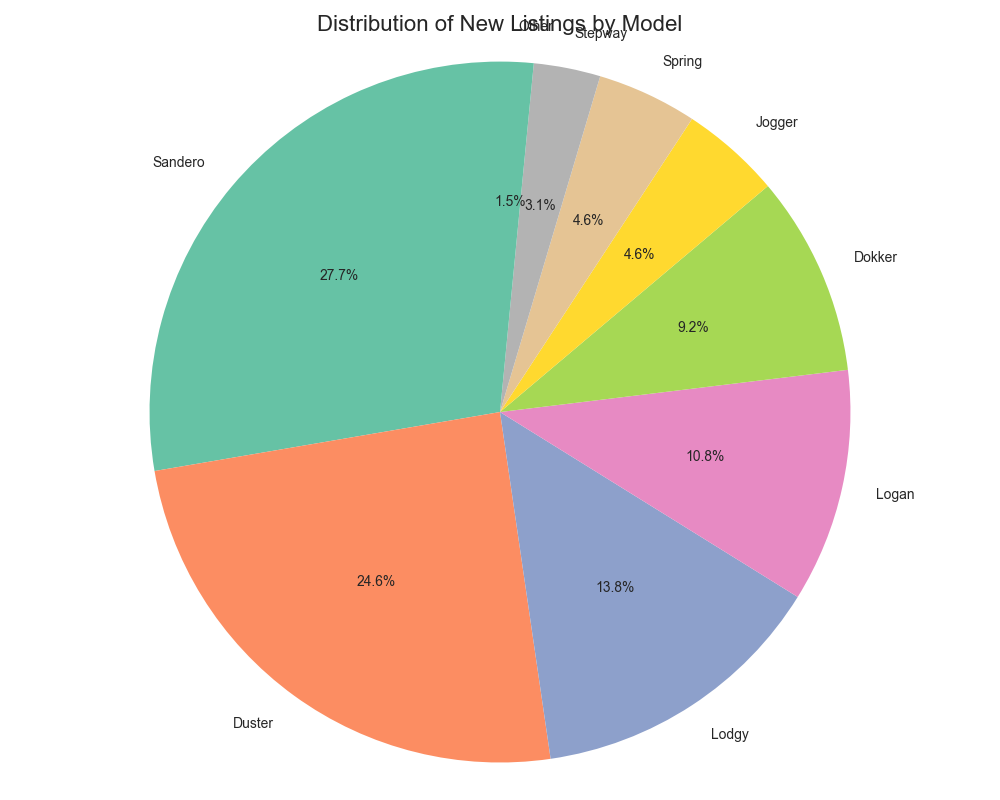 Distribution of New Listings by Model
Other
Stepway
Spring
Jogger
Sandero
Dokker
1.5%
3.1%
4.6%
4.6%
27.7%
9.2%
10.8%
Logan
24.6%
13.8%
Duster
Lodgy